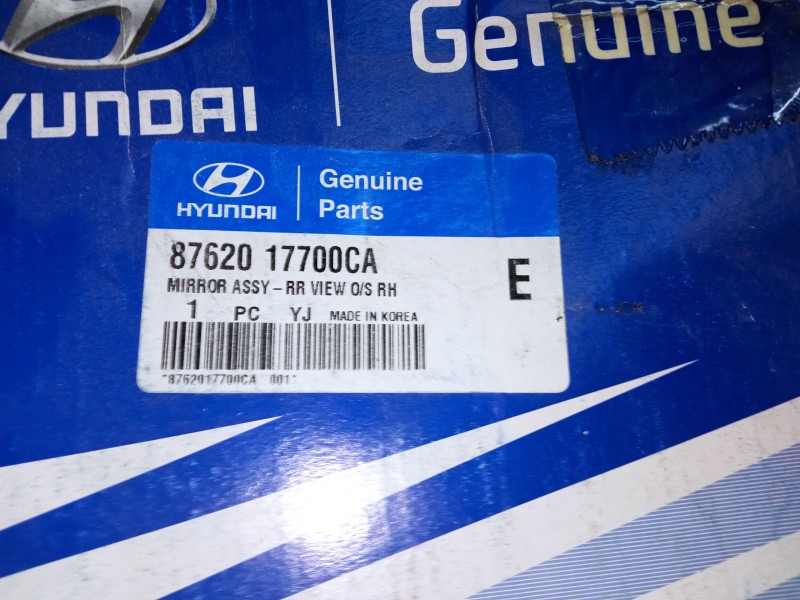 Genuine
HYUNDAI
HYUNDAI
Genuine
Parts
87620 17700CA
MIRROR ASSY-RR VIEW O/S RH
E
1 PC YJ MADE IN KOREA
*8762017700CA 001*